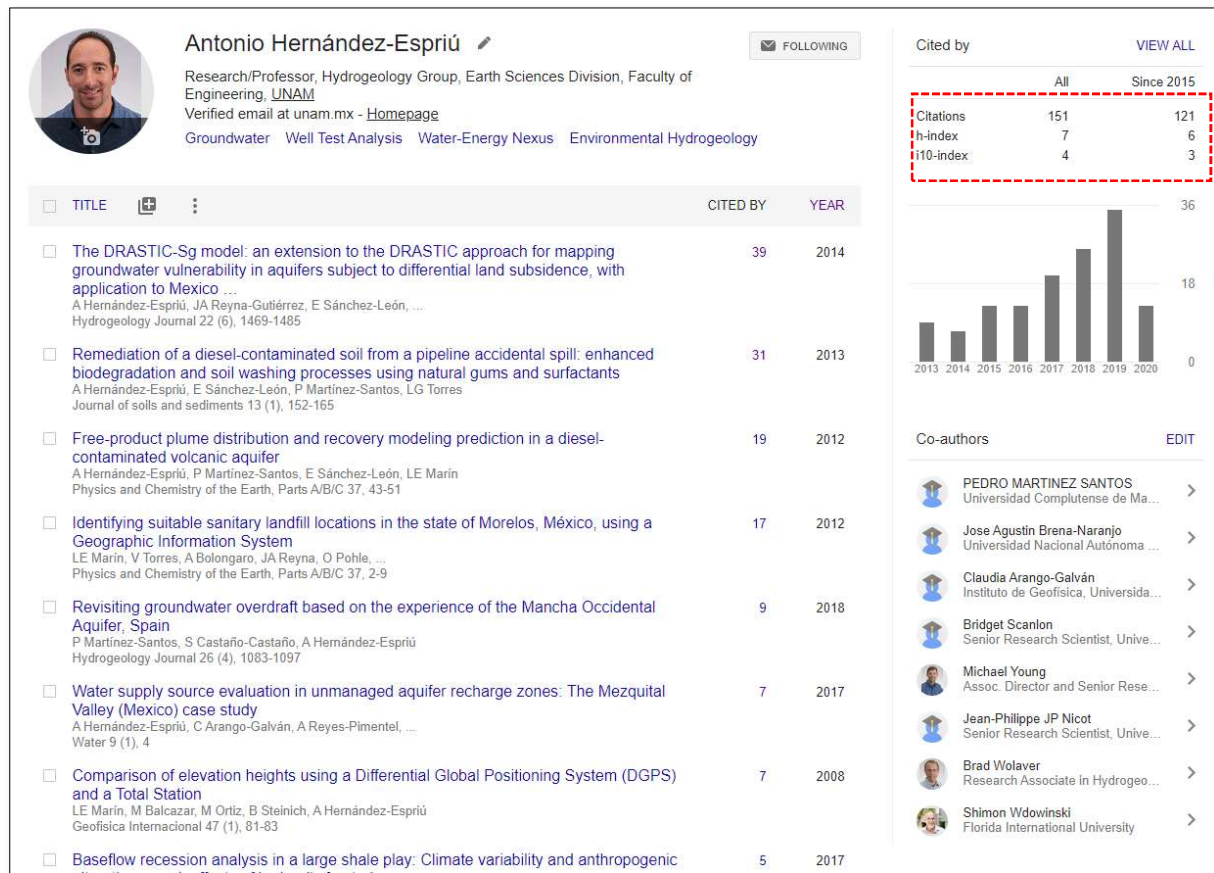 Antonio Hernández-Espriú
FOLLOWING
Research/Professor, Hydrogeology Group, Earth Sciences Division, Faculty of
Engineering, UNAM
Verified email at unam.mx - Homepage
Groundwater Well Test Analysis Water-Energy Nexus Environmental Hydrogeology
TITLE CITED BY YEAR
The DRASTIC-Sg model: an extension to the DRASTIC approach for mapping 39 2014
groundwater vulnerability in aquifers subject to differential land subsidence, with
application to Mexico ...
A Hernández-Espriú, JA Reyna-Gutiérrez, E Sánchez-León, ...
Hydrogeology Journal 22 (6), 1469-1485
Remediation of a diesel-contaminated soil from a pipeline accidental spill: enhanced 31 2013
biodegradation and soil washing processes using natural gums and surfactants
A Hernández-Espriú, E Sánchez-León, P Martínez-Santos, LG Torres
Journal of soils and sediments 13 (1), 152-165
Free-product plume distribution and recovery modeling prediction in a diesel- 19 2012
contaminated volcanic aquifer
A Hernández-Espriú, P Martínez-Santos, E Sánchez-León, LE Marín
Physics and Chemistry of the Earth, Parts A/B/C 37, 43-51
Identifying suitable sanitary landfill locations in the state of Morelos, México, using a 17 2012
Geographic Information System
LE Marín, V Torres, A Bolongaro, JA Reyna, O Pohle, ...
Physics and Chemistry of the Earth, Parts A/B/C 37, 2-9
Revisiting groundwater overdraft based on the experience of the Mancha Occidental 9 2018
Aquifer, Spain
P Martínez-Santos, S Castaño-Castaño, A Hernández-Espriú
Hydrogeology Journal 26 (4), 1083-1097
Water supply source evaluation in unmanaged aquifer recharge zones: The Mezquital 7 2017
Valley (Mexico) case study
A Hernández-Espriú, C Arango-Galván, A Reyes-Pimentel, ...
Water 9 (1), 4
Comparison of elevation heights using a Differential Global Positioning System (DGPS) 7 2008
and a Total Station
LE Marín, M Balcazar, M Ortiz, B Steinich, A Hernández-Espriú
Geofísica Internacional 47 (1), 81-83
Baseflow recession analysis in a large shale play: Climate variability and anthropogenic 5 2017
Cited by VIEW ALL
All Since 2015
Citations 151 121
h-index 7 6
i10-index 4 3
36
18
0
2013 2014 2015 2016 2017 2018 2019 2020
Co-authors EDIT
PEDRO MARTINEZ SANTOS
Universidad Complutense de Ma...
Jose Agustin Brena-Naranjo
Universidad Nacional Autónoma ...
Claudia Arango-Galván
Instituto de Geofísica, Universida...
Bridget Scanlon
Senior Research Scientist, Unive...
Michael Young
Assoc. Director and Senior Rese...
Jean-Philippe JP Nicot
Senior Research Scientist, Unive...
Brad Wolaver
Research Associate in Hydrogeo...
Shimon Wdowinski
Florida International University